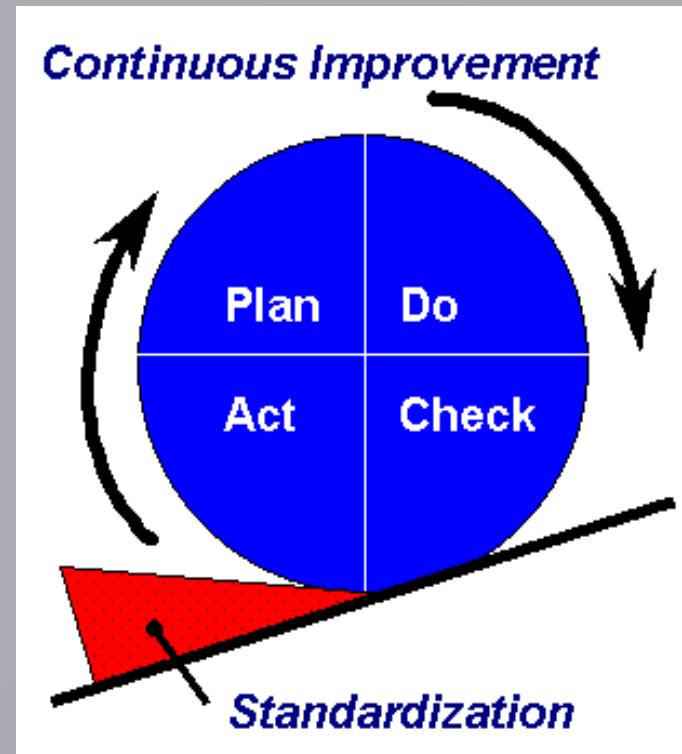 Continuous Improvement
Plan Do
Act Check
Standardization